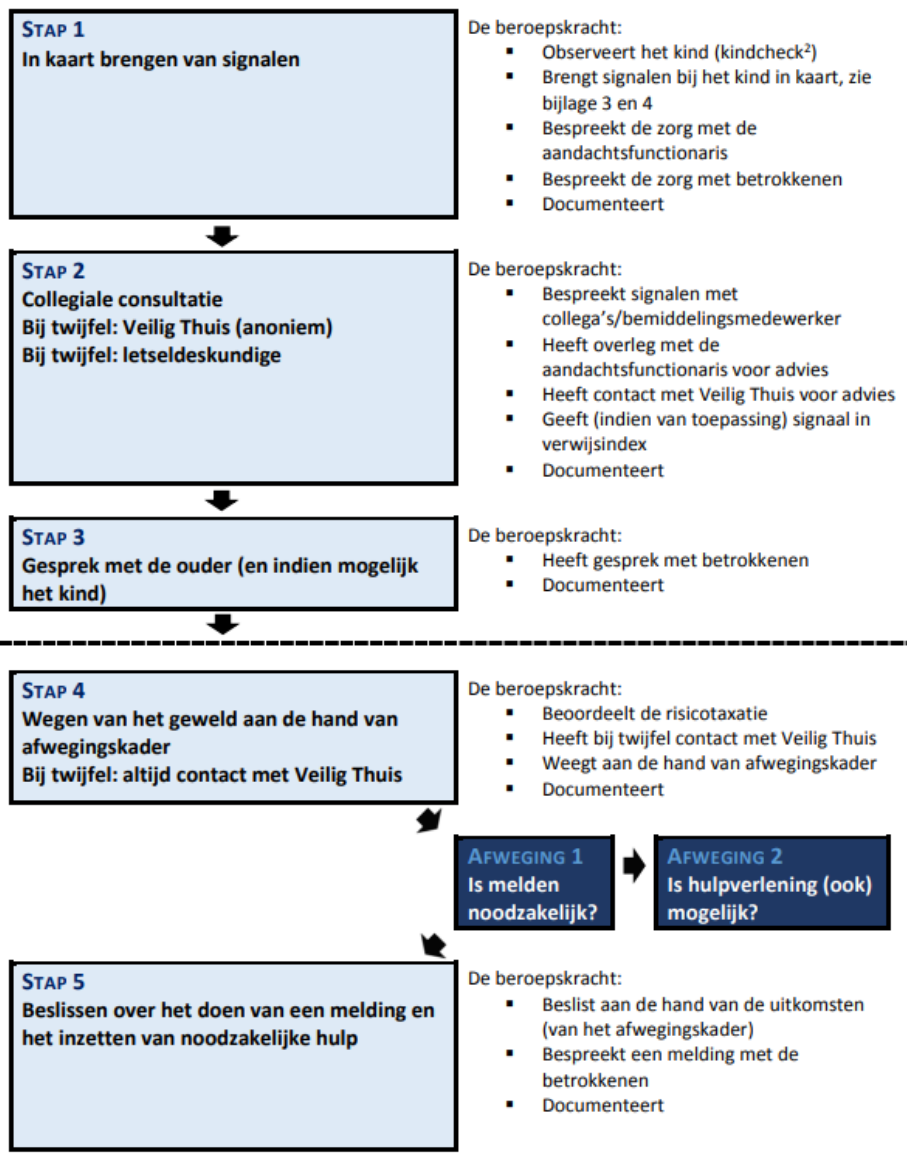 STAP 1
In kaart brengen van signalen
De beroepskracht:
▪ Observeert het kind (kindcheck²)
▪ Brengt signalen bij het kind in kaart, zie
bijlage 3 en 4
▪ Bespreekt de zorg met de
aandachtsfunctionaris
▪ Bespreekt de zorg met betrokkenen
▪ Documenteert
STAP 2
Collegiale consultatie
Bij twijfel: Veilig Thuis (anoniem)
Bij twijfel: letseldeskundige
De beroepskracht:
▪ Bespreekt signalen met
collega's/bemiddelingsmedewerker
▪ Heeft overleg met de
aandachtsfunctionaris voor advies
▪ Heeft contact met Veilig Thuis voor advies
▪ Geeft (indien van toepassing) signaal in
verwijsindex
▪ Documenteert
STAP 3
Gesprek met de ouder (en indien mogelijk
het kind)
De beroepskracht:
▪ Heeft gesprek met betrokkenen
▪ Documenteert
STAP 4
Wegen van het geweld aan de hand van
afwegingskader
Bij twijfel: altijd contact met Veilig Thuis
De beroepskracht:
▪ Beoordeelt de risicotaxatie
▪ Heeft bij twijfel contact met Veilig Thuis
▪ Weegt aan de hand van afwegingskader
▪ Documenteert
AFWEGING 1
Is melden
noodzakelijk?
AFWEGING 2
Is hulpverlening (ook)
mogelijk?
STAP 5
Beslissen over het doen van een melding en
het inzetten van noodzakelijke hulp
De beroepskracht:
▪ Beslist aan de hand van de uitkomsten
(van het afwegingskader)
▪ Bespreekt een melding met de
betrokkenen
▪ Documenteert